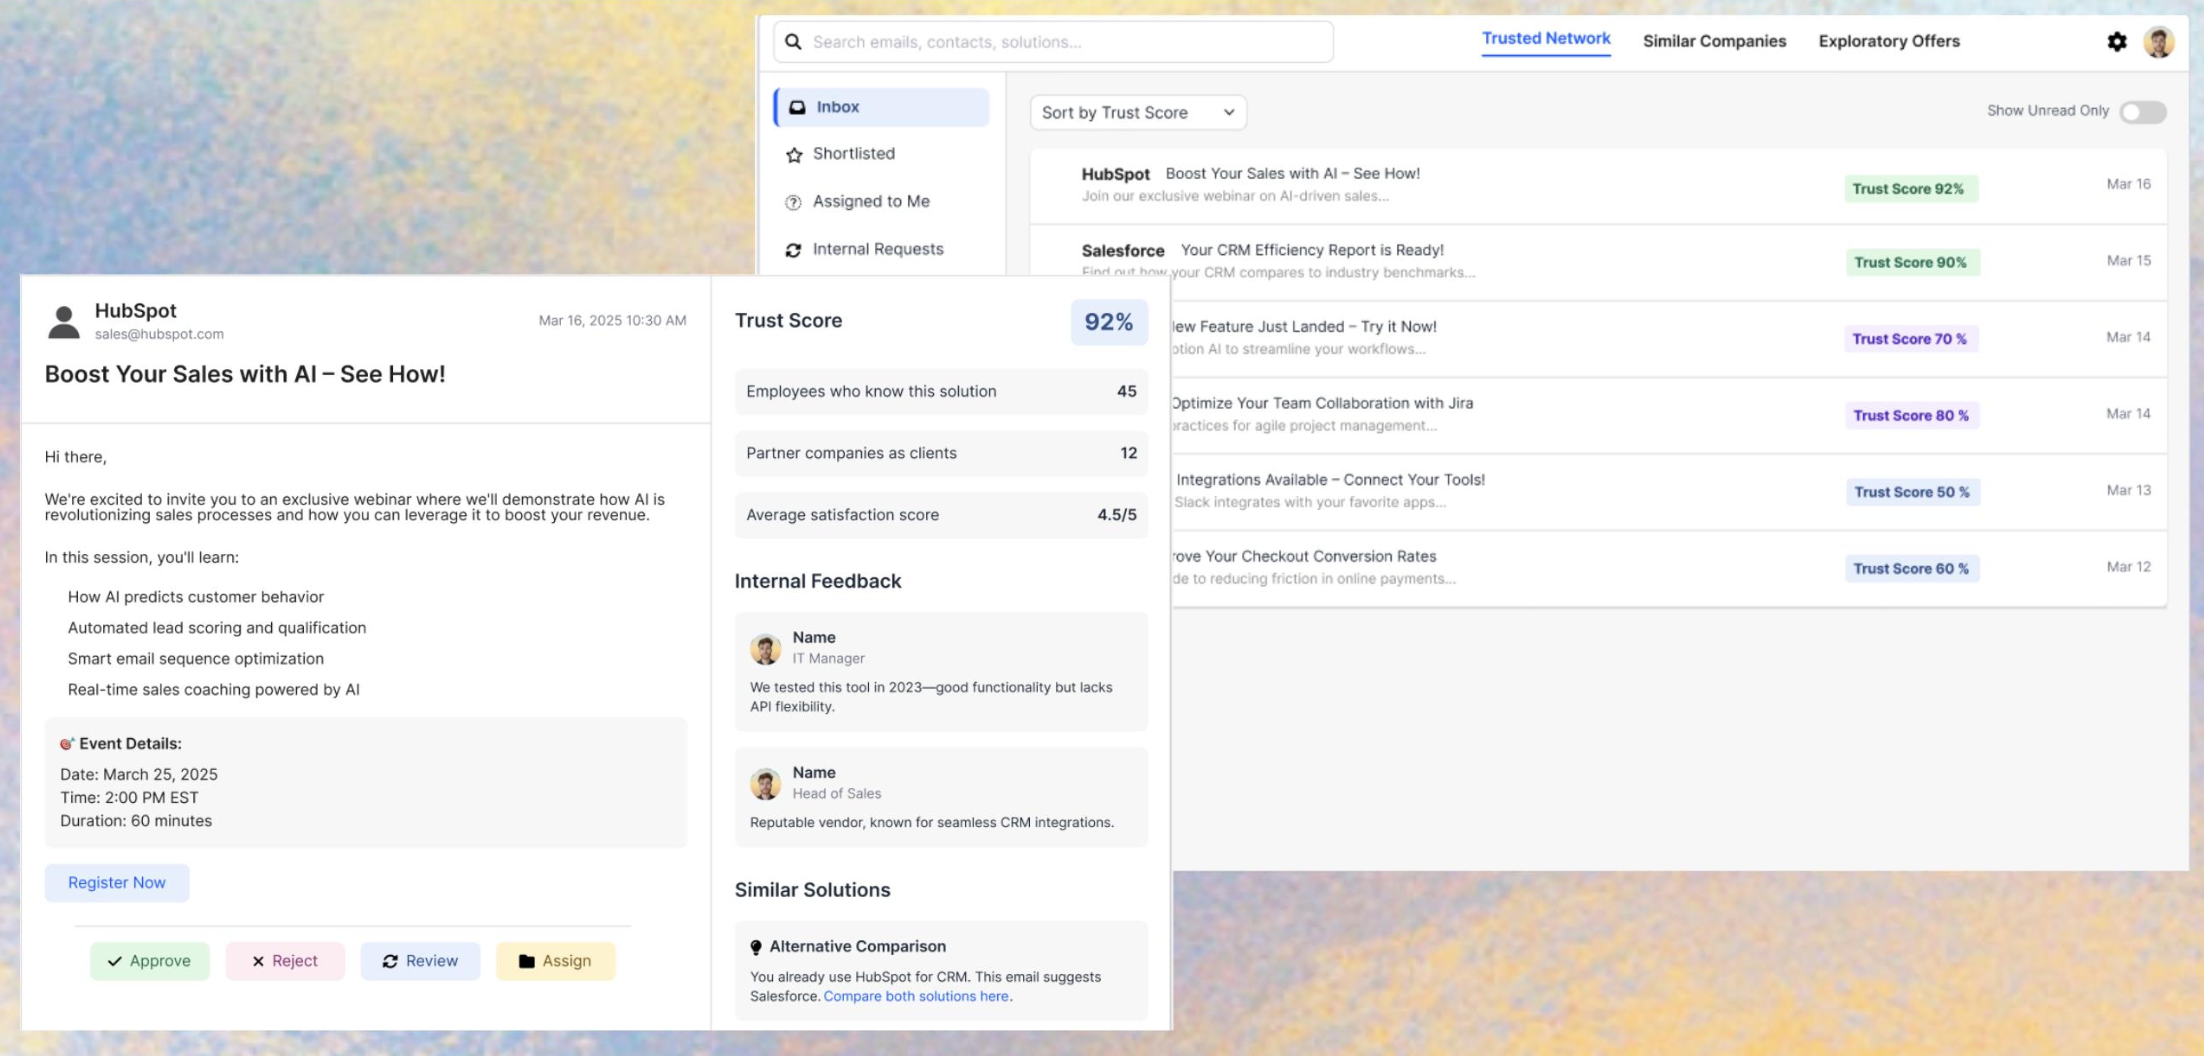 Search emails, contacts, solutions...
Trusted Network
Similar Companies
Exploratory Offers
Inbox
Shortlisted
Assigned to Me
Internal Requests
Sort by Trust Score
Show Unread Only
HubSpot Boost Your Sales with AI – See How!
Join our exclusive webinar on AI-driven sales...
Trust Score 92%
Mar 16
Salesforce Your CRM Efficiency Report is Ready!
Find out how your CRM compares to industry benchmarks...
Trust Score 90%
Mar 15
Feature Just Landed – Try it Now!
AI to streamline your workflows...
Trust Score 70 %
Mar 14
Optimize Your Team Collaboration with Jira
for agile project management...
Trust Score 80 %
Mar 14
Integrations Available – Connect Your Tools!
Slack integrates with your favorite apps...
Trust Score 50 %
Mar 13
Your Checkout Conversion Rates
to reducing friction in online payments...
Trust Score 60 %
Mar 12
HubSpot
sales@hubspot.com
Mar 16, 2025 10:30 AM
Boost Your Sales with AI – See How!
Hi there,
We're excited to invite you to an exclusive webinar where we'll demonstrate how AI is
revolutionizing sales processes and how you can leverage it to boost your revenue.
In this session, you'll learn:
How AI predicts customer behavior
Automated lead scoring and qualification
Smart email sequence optimization
Real-time sales coaching powered by AI
Event Details:
Date: March 25, 2025
Time: 2:00 PM EST
Duration: 60 minutes
Register Now
Approve
Reject
Review
Assign
Trust Score
92%
Employees who know this solution 45
Partner companies as clients 12
Average satisfaction score 4.5/5
Internal Feedback
Name
IT Manager
We tested this tool in 2023—good functionality but lacks
API flexibility.
Name
Head of Sales
Reputable vendor, known for seamless CRM integrations.
Similar Solutions
Alternative Comparison
You already use HubSpot for CRM. This email suggests
Salesforce. Compare both solutions here.